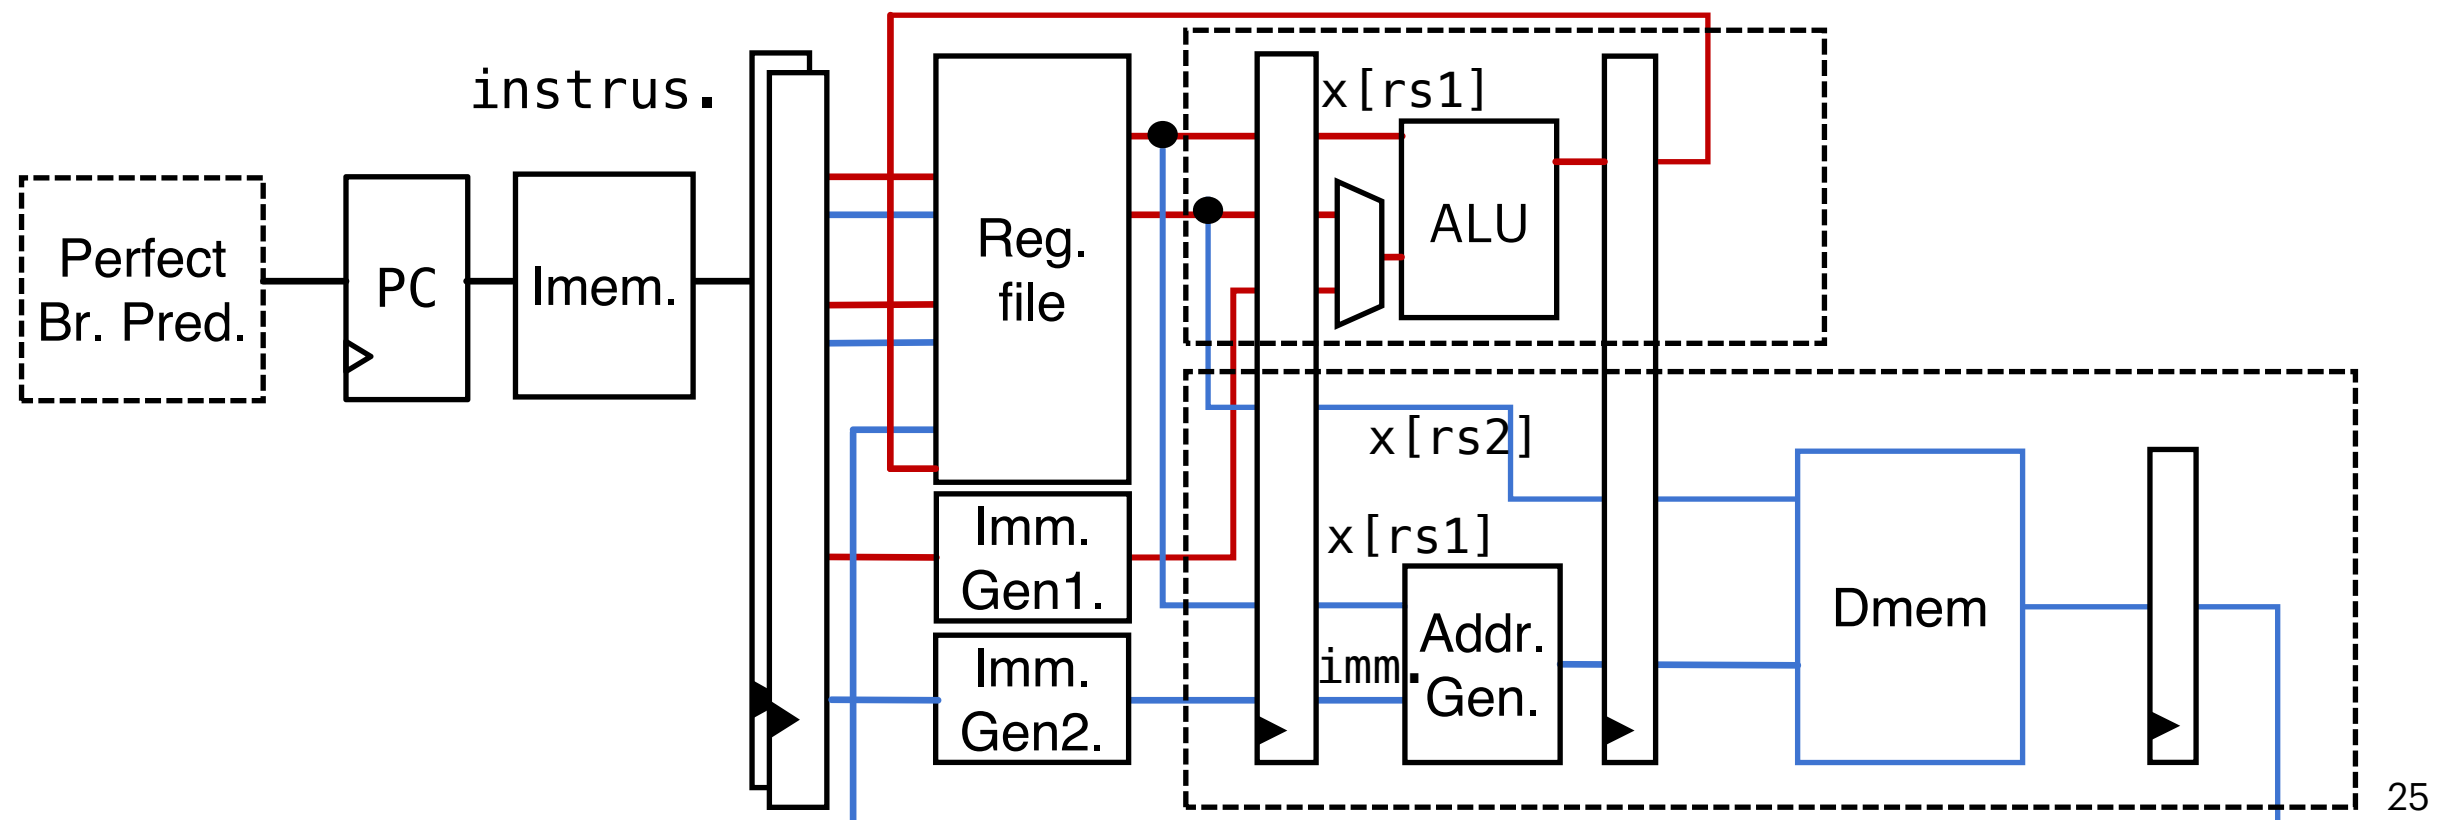 instrus.
Perfect
Br. Pred.
PC
Imem.
Reg.
file
Imm.
Gen1.
Imm.
Gen2.
x[rs1]
ALU
x[rs2]
x[rs1]
imm.
Addr.
Gen.
Dmem
25